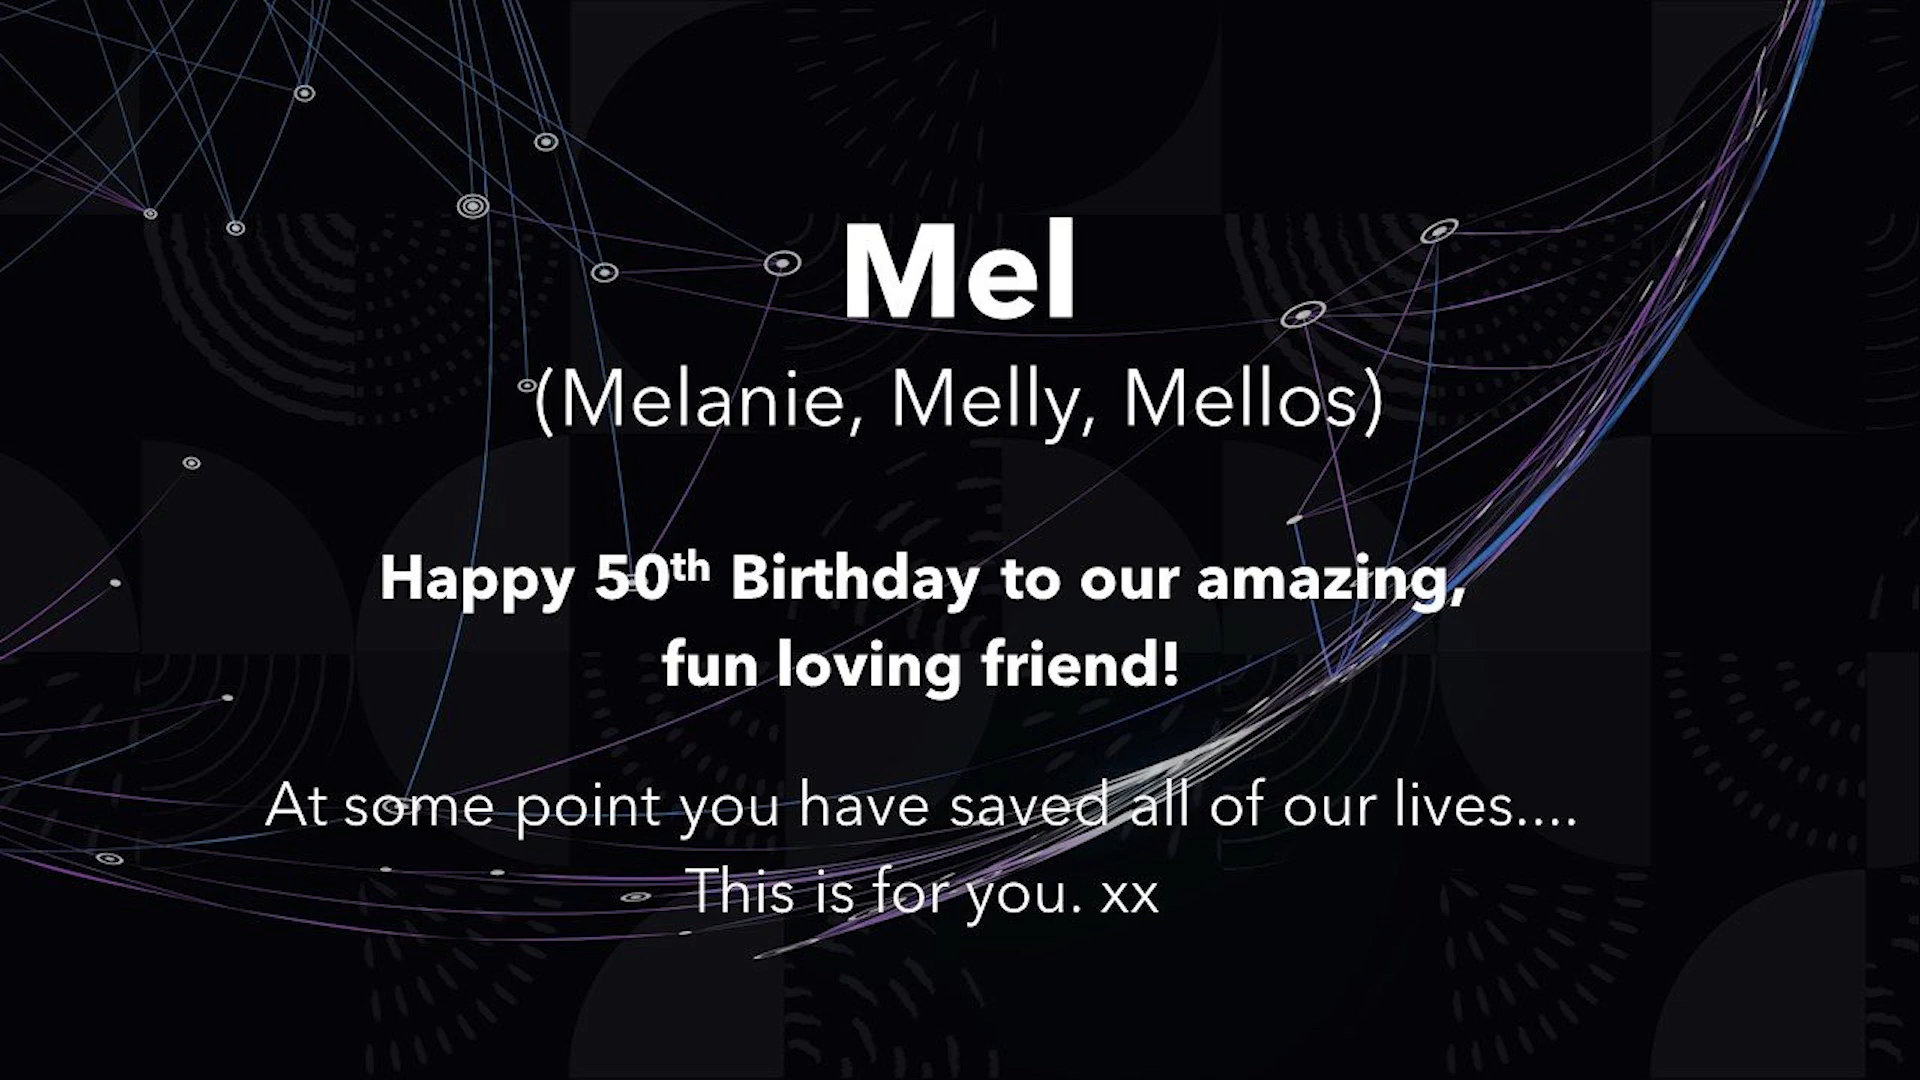 Mel
(Melanie, Melly, Mellos)
Happy 50th Birthday to our amazing,
fun loving friend!
At some point you have saved all of our lives....
This is for you. xx